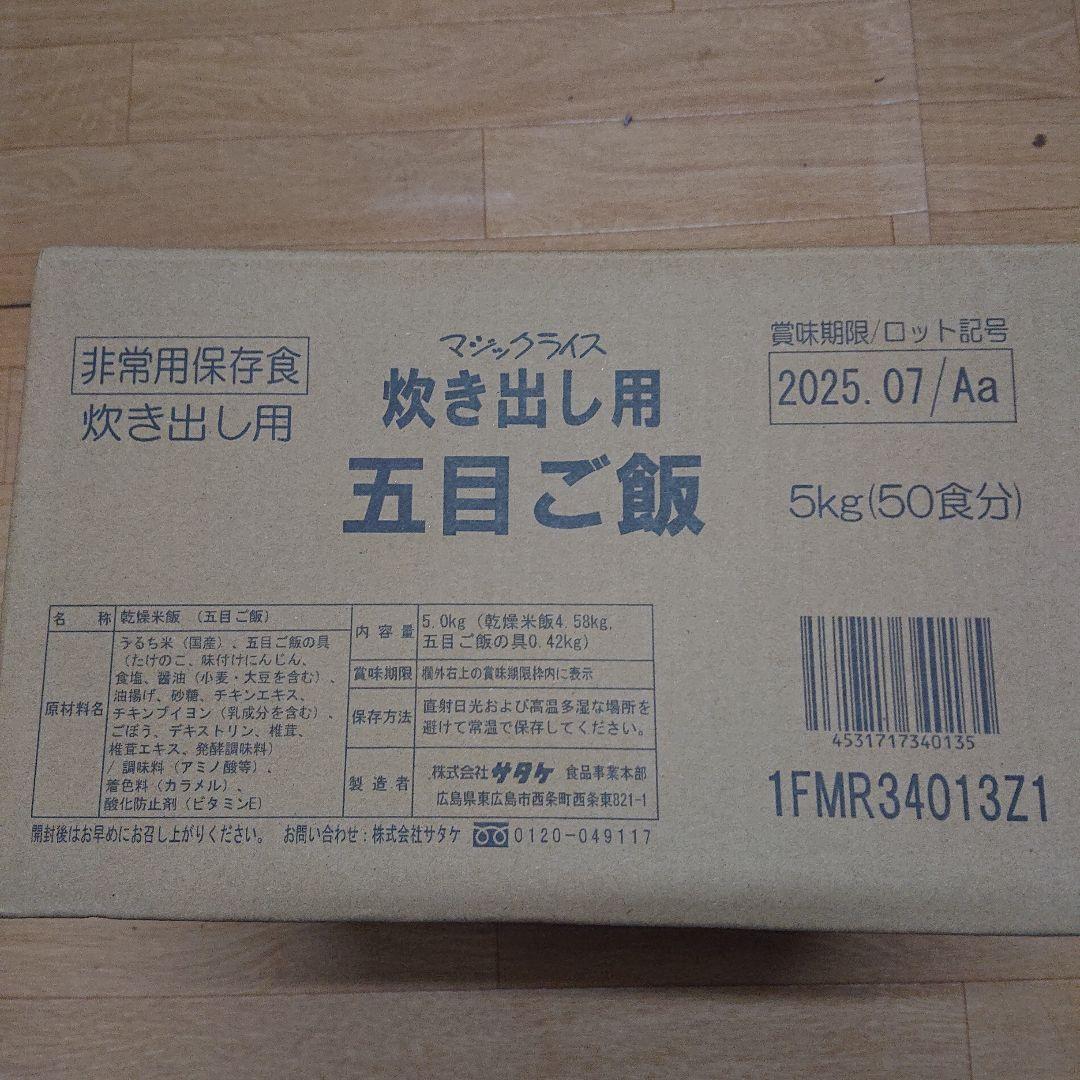 非常用保存食
炊き出し用
マジックライス
炊き出し用
五目ご飯
賞味期限/ロット記号
2025.07/Aa
5kg(50食分)
名称 乾燥米飯 (五目ご飯)
原材料名
うるち米(国産)、五目ご飯の具
(たけのこ、味付けにんじん、
食塩、醤油(小麦・大豆を含む)、
油揚げ、砂糖、チキンエキス、
チキンブイヨン(乳成分を含む)、
ごぼう、デキストリン、椎茸、
椎茸エキス、発酵調味料)
/ 調味料(アミノ酸等)、
着色料(カラメル)、
酸化防止剤(ビタミンE)
内容量
5.0kg (乾燥米飯4.58kg,
五目ご飯の具0.42kg)
賞味期限 欄外右上の賞味期限枠内に表示
保存方法
直射日光および高温多湿な場所を
避けて常温で保存してください。
製造者
株式会社 サタケ 食品事業本部
広島県東広島市西条町西条東821-1
開封後はお早めにお召し上がりください。 お問い合わせ:株式会社サタケ 0120-049117
4531717340135
1FMR34013Z1